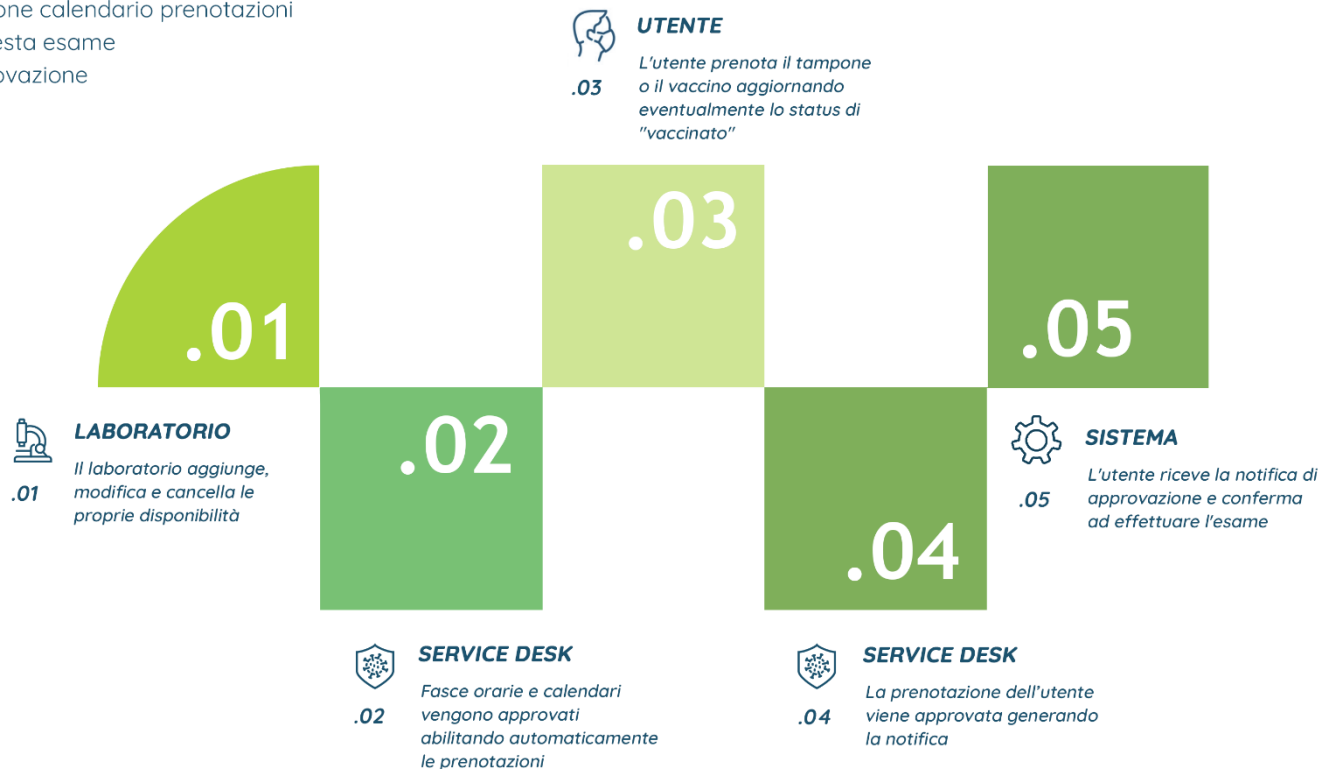 one calendario prenotazioni
esta esame
ovazione
UTENTE
.03
L'utente prenota il tampone
o il vaccino aggiornando
eventualmente lo status di
"vaccinato"
.01
.02
.03
.04
.05
LABORATORIO
.01
Il laboratorio aggiunge,
modifica e cancella le
proprie disponibilità
SERVICE DESK
.02
Fasce orarie e calendari
vengono approvati
abilitando automaticamente
le prenotazioni
SERVICE DESK
.04
La prenotazione dell'utente
viene approvata generando
la notifica
SISTEMA
.05
L'utente riceve la notifica di
approvazione e conferma
ad effettuare l'esame